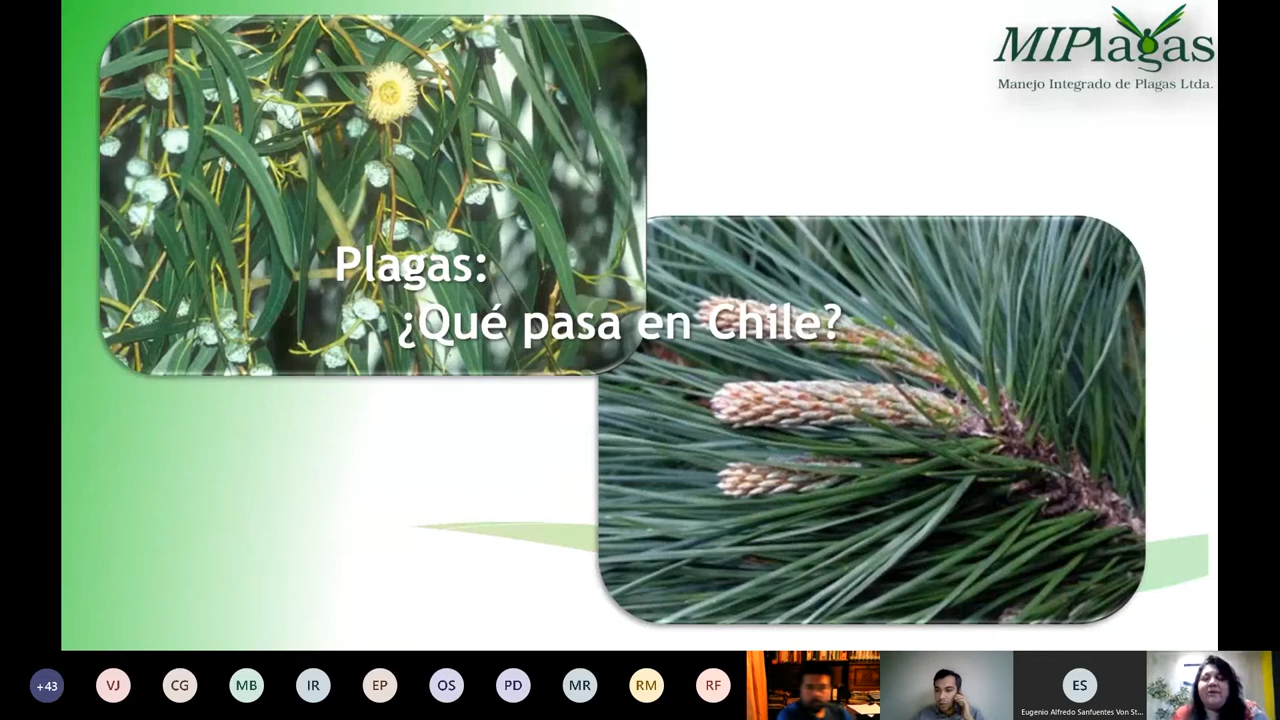 MIPlagas
Manejo Integrado de Plagas Ltda.
Plagas:
¿Qué pasa en Chile?
+43
VJ
CG
MB
IR
EP
OS
PD
MR
RM
RF
ES
Eugenio Alfredo Sanfuentes Von St...